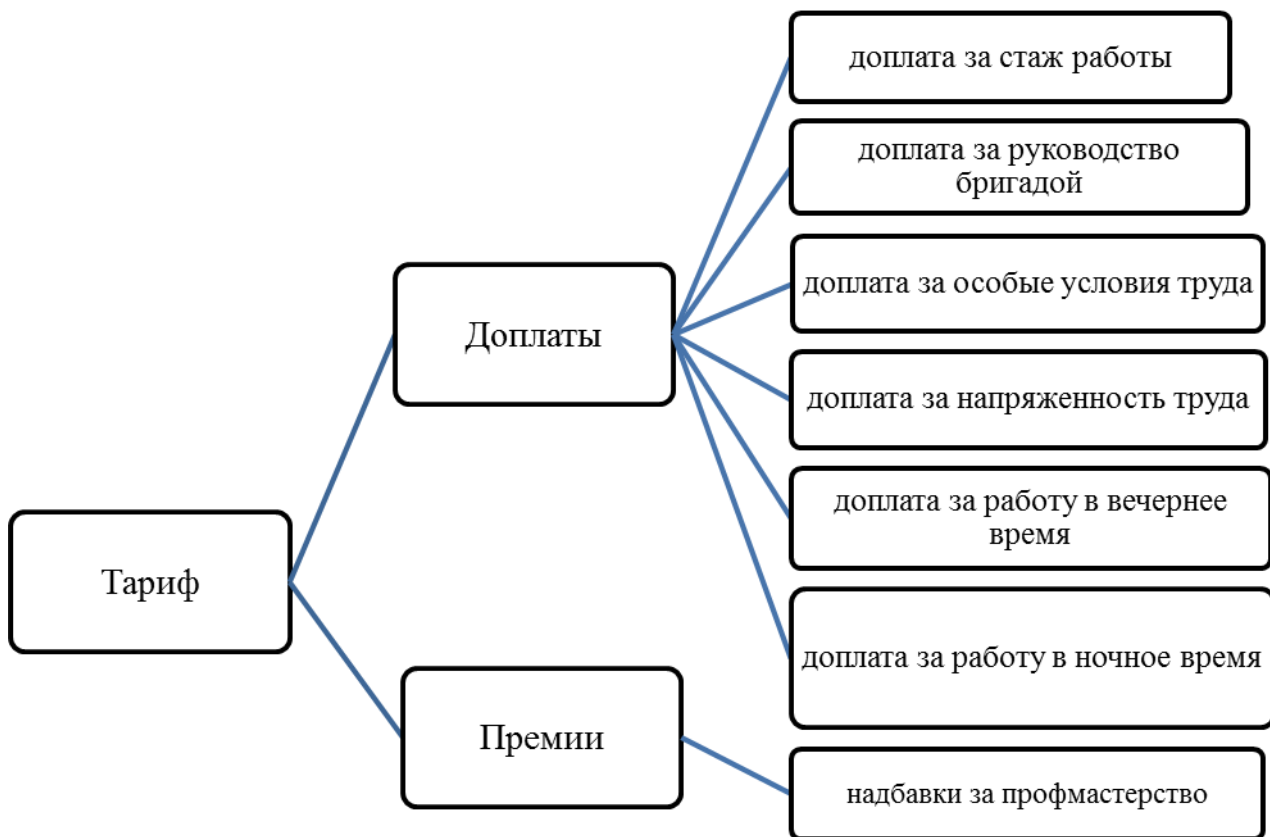 Тариф
Доплаты
доплата за стаж работы
доплата за руководство
бригадой
доплата за особые условия труда
доплата за напряженность труда
доплата за работу в вечернее
время
доплата за работу в ночное время
Премии
надбавки за профмастерство